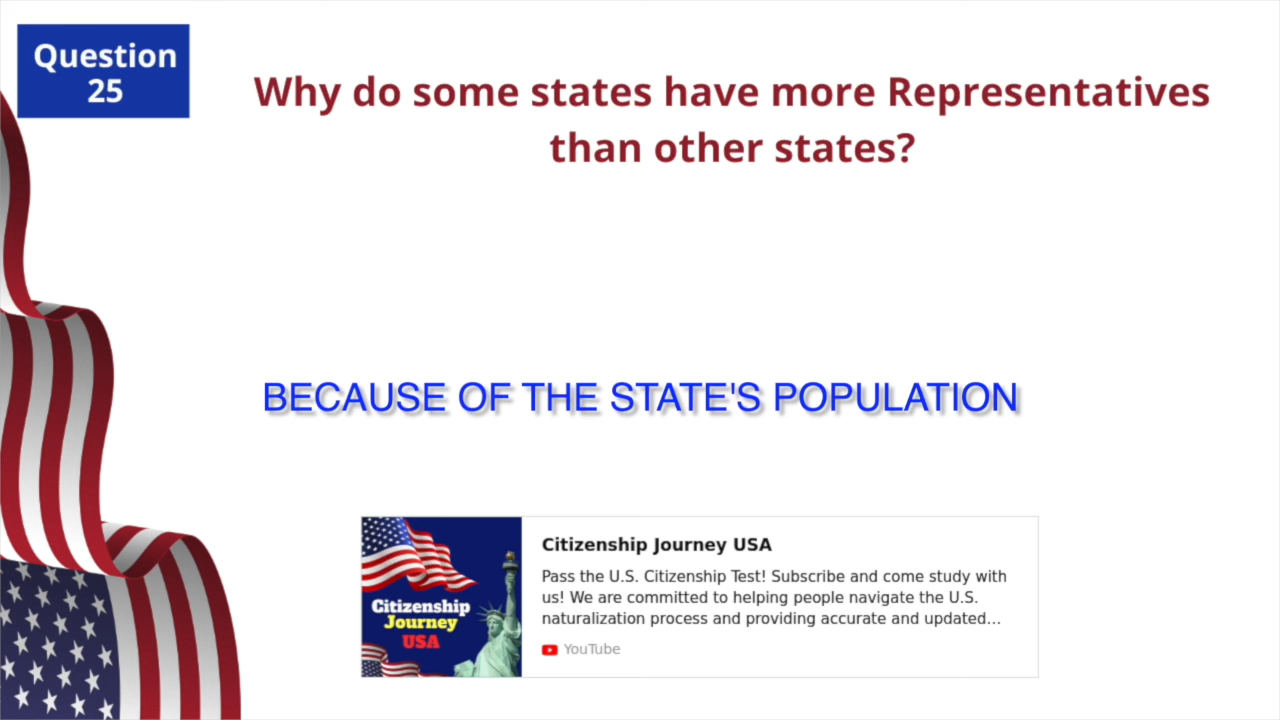 Question
25
Why do some states have more Representatives
than other states?
BECAUSE OF THE STATE'S POPULATION
Citizenship
Journey
USA
Citizenship Journey USA
Pass the U.S. Citizenship Test! Subscribe and come study with
us! We are committed to helping people navigate the U.S.
naturalization process and providing accurate and updated...
YouTube